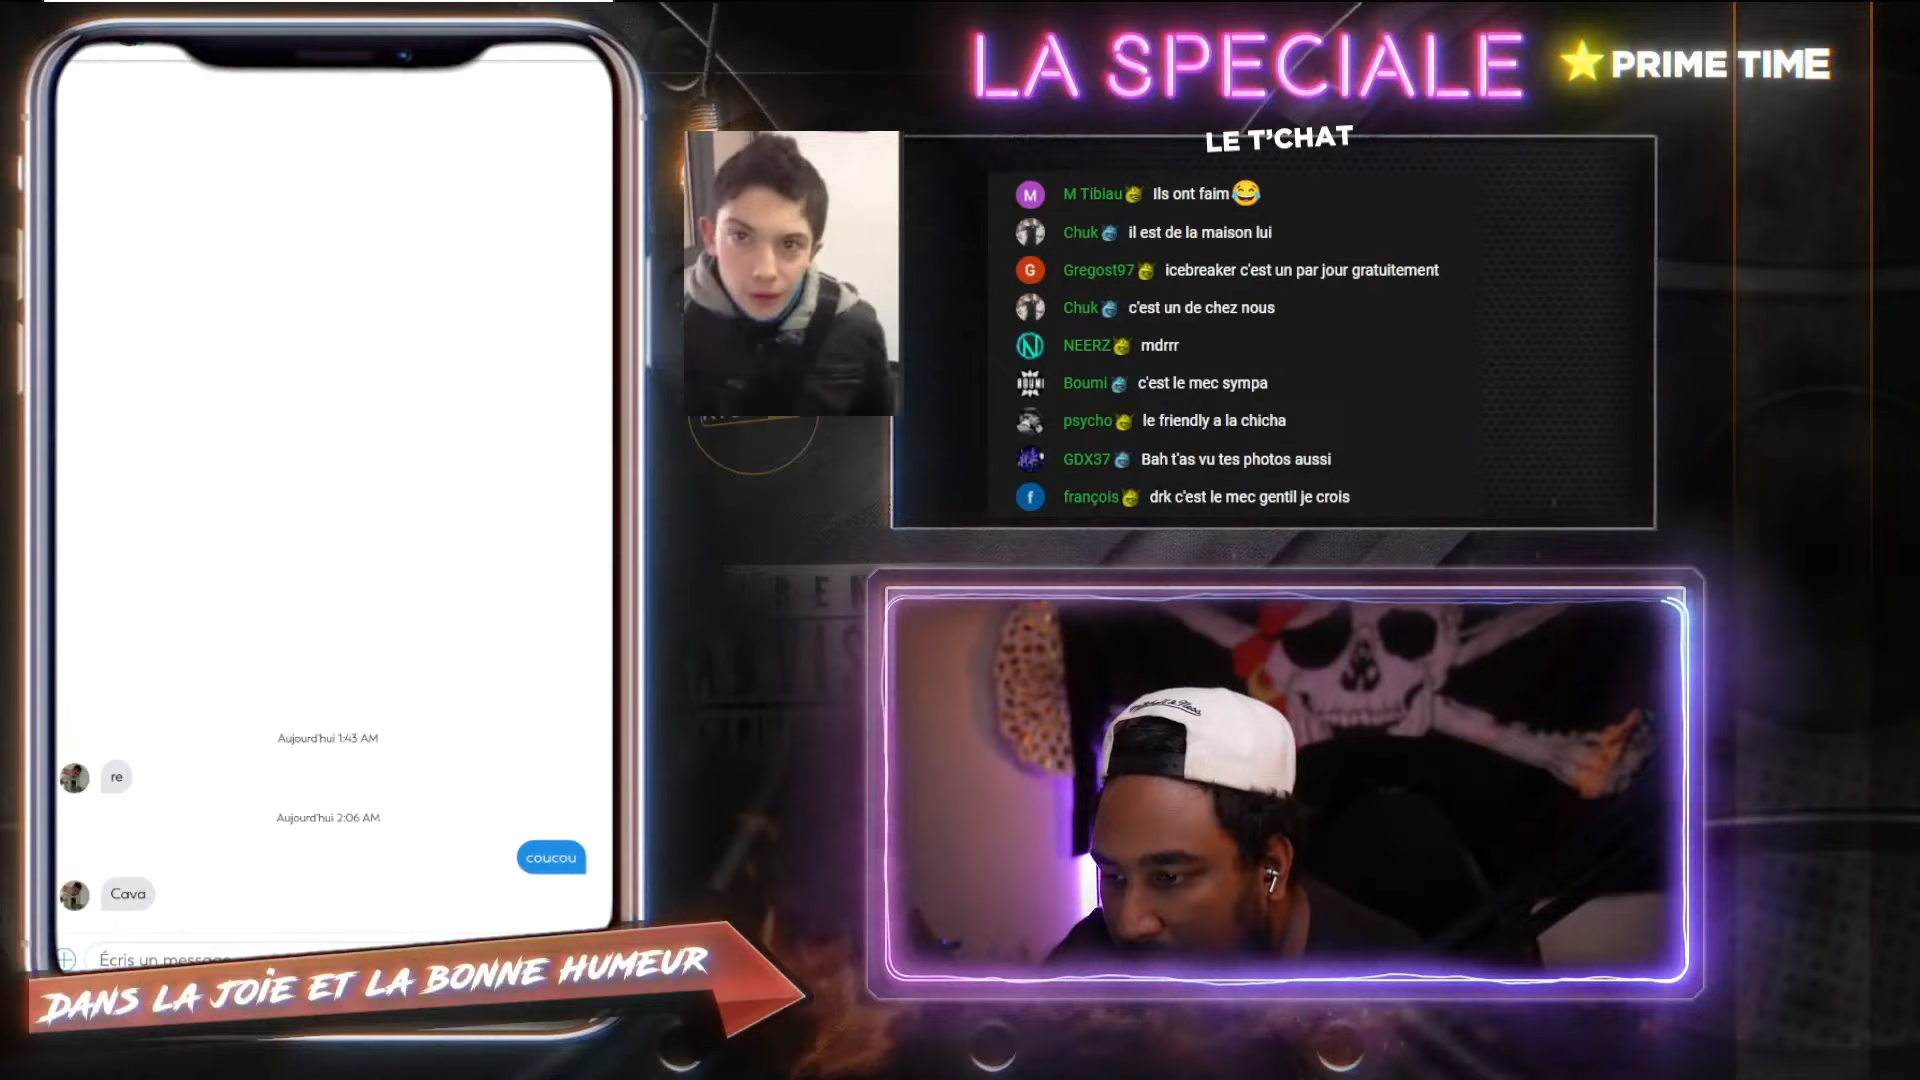 LA SPECIALE
PRIME TIME
LE T'CHAT
M Tibiau Ils ont faim😂
Chuk il est de la maison lui
Gregost97 icebreaker c'est un par jour gratuitement
Chuk c'est un de chez nous
NEERZ mdrrr
Boumi c'est le mec sympa
psycho le friendly a la chicha
GDX37 Bah t'as vu tes photos aussi
françois drk c'est le mec gentil je crois
Aujourd'hui 1:43 AM
re
Aujourd'hui 2:06 AM
coucou
Cava
Écris un message
DANS LA JOIE ET LA BONNE HUMEUR